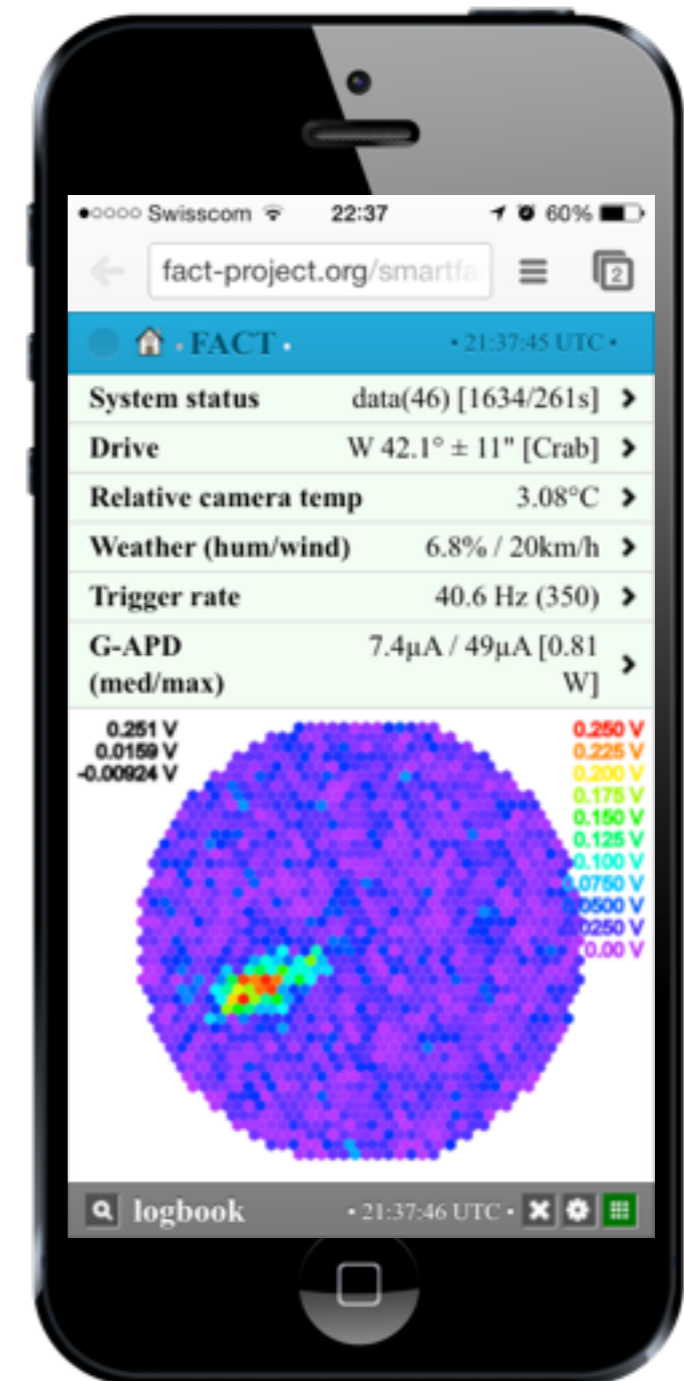 Swisscom 22:37 60%
fact-project.org/smartfa 2
· FACT · • 21:37:45 UTC •
System status data(46) [1634/261s]
Drive W 42.1° ± 11" [Crab]
Relative camera temp 3.08°C
Weather (hum/wind) 6.8% / 20km/h
Trigger rate 40.6 Hz (350)
G-APD 7.4µA / 49µA [0.81
(med/max) W]
0.251 V 0.250 V
0.0159 V 0.225 V
-0.00924 V 0.200 V
0.175 V
0.150 V
0.125 V
0.100 V
0.0750 V
0.0500 V
0.0250 V
0.00 V
logbook • 21:37:46 UTC •